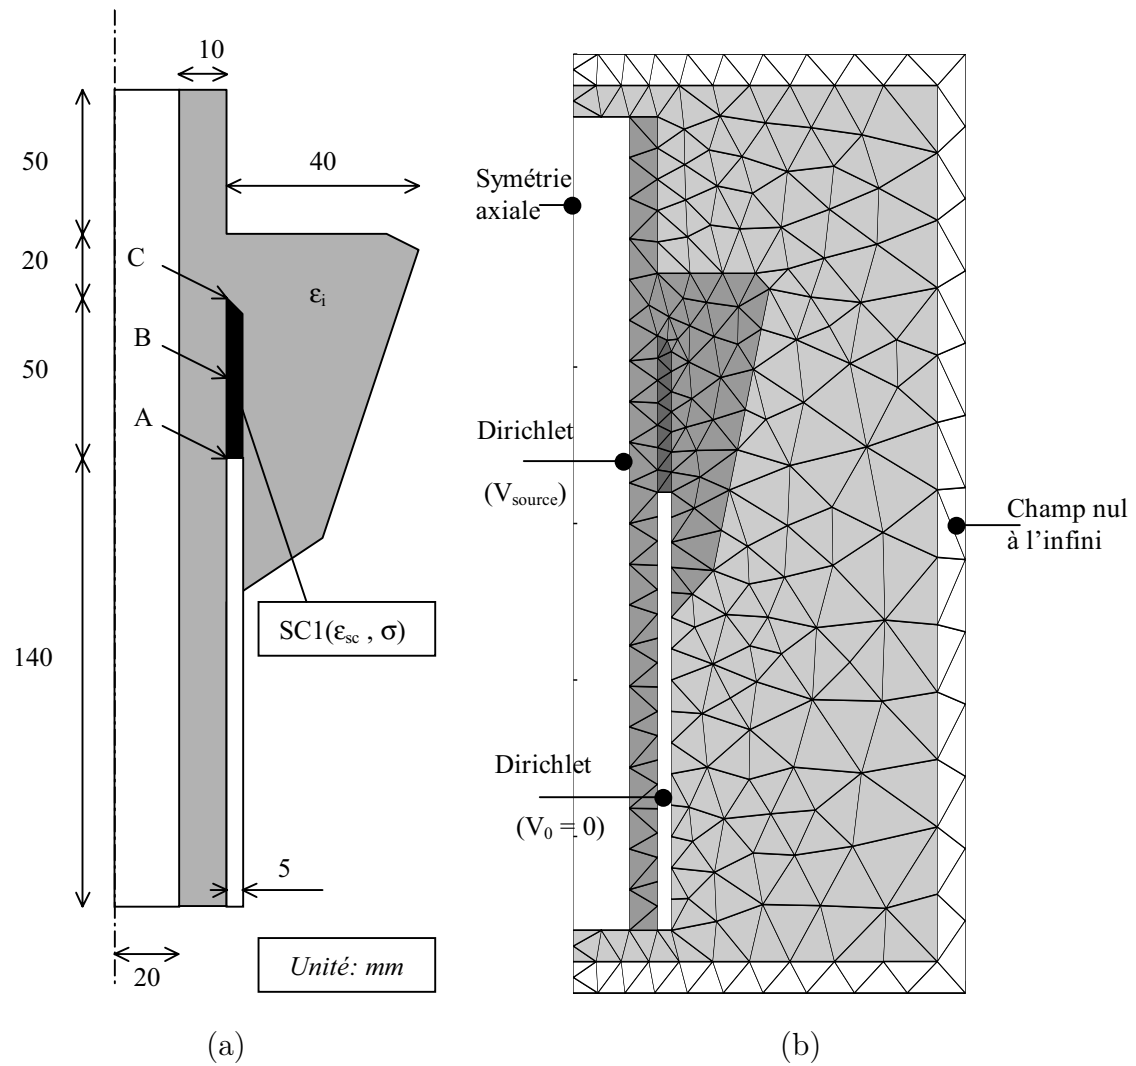 10
50
40
20
C
εi
B
50
A
SC1(εsc , σ)
140
5
Unité: mm
20
(a)
Symétrie
axiale
Dirichlet
(Vsource)
Champ nul
à l'infini
Dirichlet
(V0 = 0)
(b)